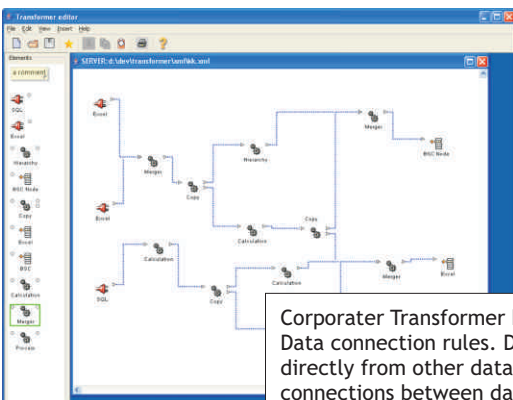 Transformer editor
File Edit View Insert Help
Elements
SERVER:d:\dev\transformer\xml\kk.xml
a comment
SQL
Excel
Hierarchy
BSC Node
Copy
Excel
BSC
Calculation
Merger
Process
Excel
Merger
Hierarchy
Merger
BSC Node
Copy
Excel
Calculation
Copy
Calculation
SQL
Copy
Calculation
Merger
Excel
Corporater Transformer
Data connection rules. D
directly from other data
connections between da